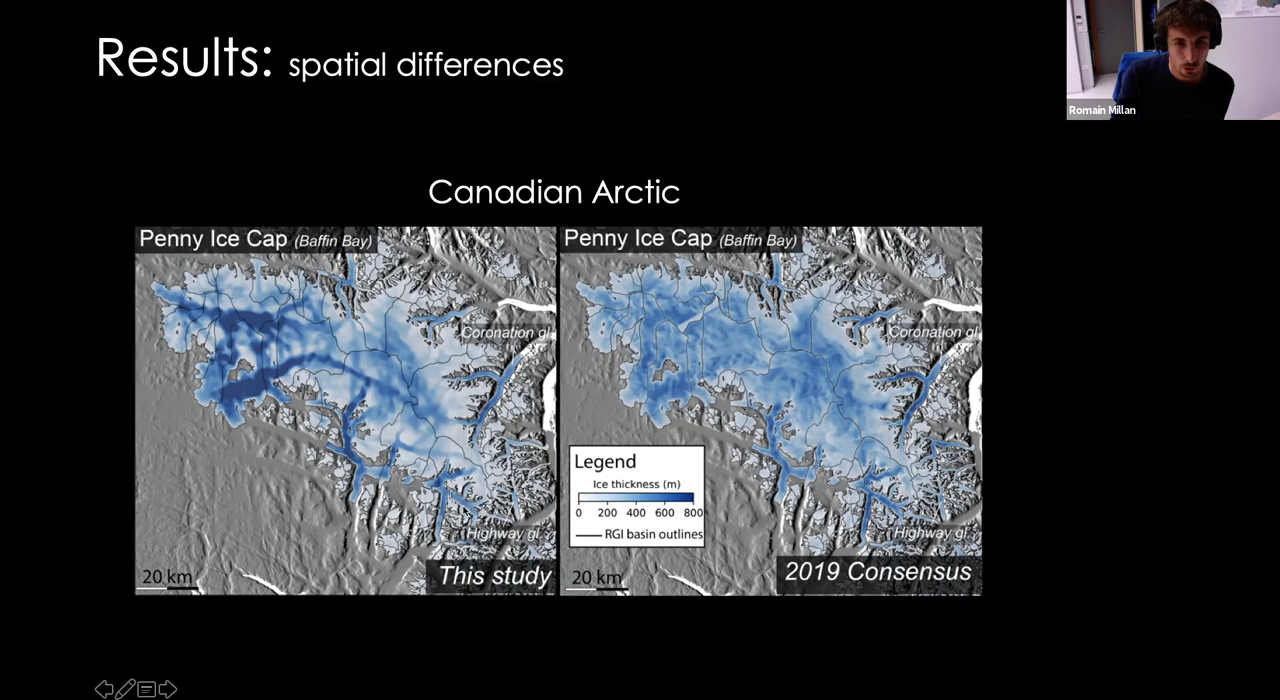 Results: spatial differences
Romain Millan
Canadian Arctic
Penny Ice Cap (Baffin Bay)
Coronation gl.
Highway gl.
20 km
This study
Penny Ice Cap (Baffin Bay)
Coronation gl.
Legend
Ice thickness (m)
0 200 400 600 800
RGI basin outlines
Highway gl.
20 km
2019 Consensus